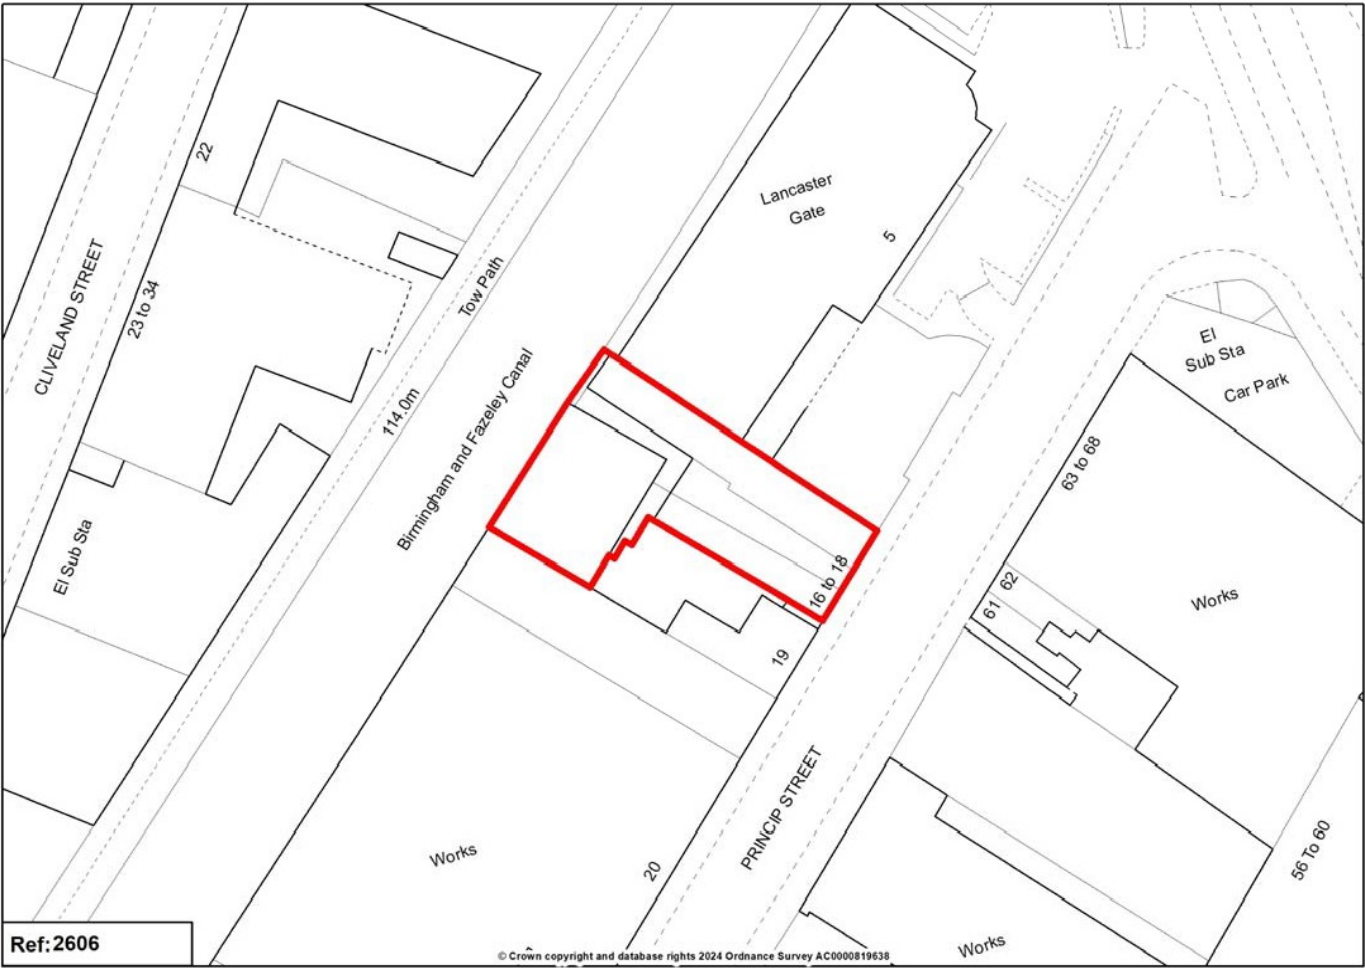 22
Lancaster
Gate
5
CLIVELAND STREET
23 to 34
Tow Path
El
Sub Sta
Car Park
114.0m
Birmingham and Fazeley Canal
63 to 68
El Sub Sta
16 to 18
62
61
Works
19
PRINCIP STREET
Works
20
56 To 60
Works
Ref:2606
© Crown copyright and database rights 2024 Ordnance Survey AC0000819638